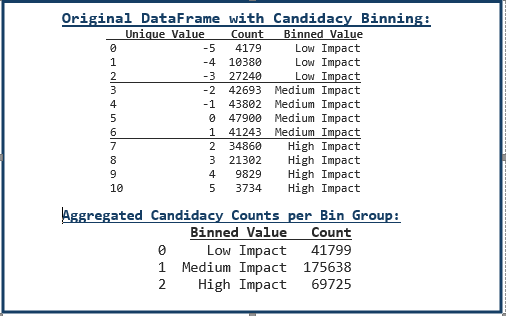 Original DataFrame with Candidacy Binning:
Unique Value Count Binned Value
0 -5 4179 Low Impact
1 -4 10380 Low Impact
2 -3 27240 Low Impact
3 -2 42693 Medium Impact
4 -1 43802 Medium Impact
5 0 47900 Medium Impact
6 1 41243 Medium Impact
7 2 34860 High Impact
8 3 21302 High Impact
9 4 9829 High Impact
10 5 3734 High Impact
Aggregated Candidacy Counts per Bin Group:
Binned Value Count
0 Low Impact 41799
1 Medium Impact 175638
2 High Impact 69725